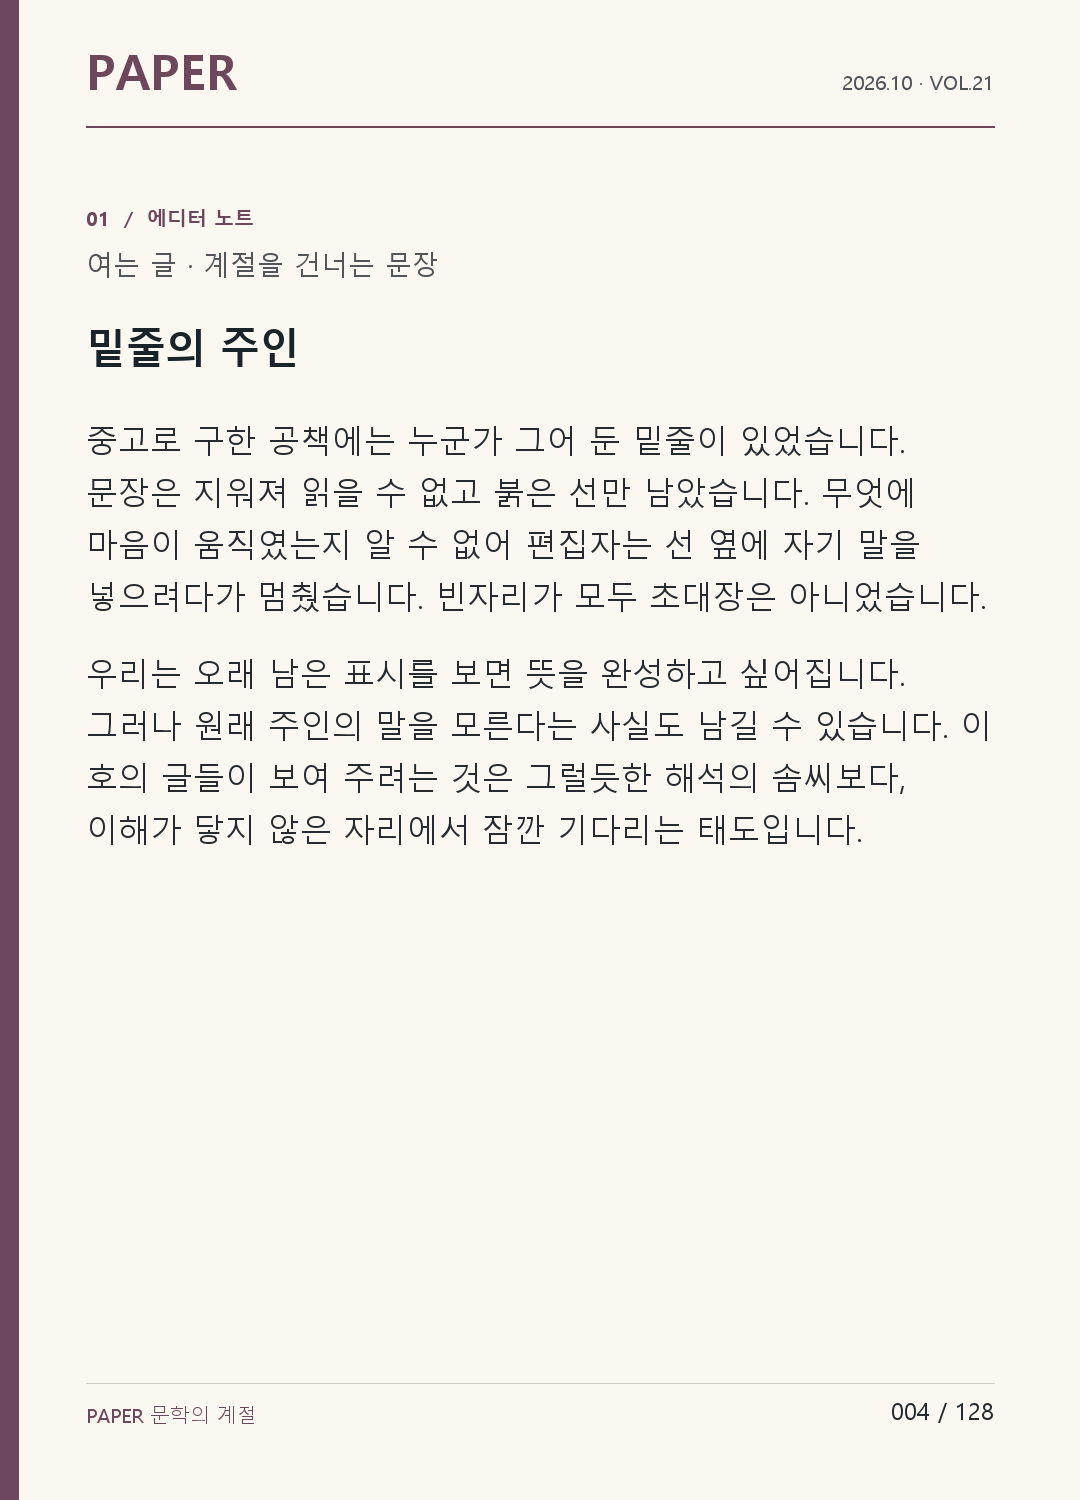 PAPER
2026.10 · VOL.21
01 / 에디터 노트
여는 글 · 계절을 건너는 문장
밑줄의 주인
중고로 구한 공책에는 누군가 그어 둔 밑줄이 있었습니다.
문장은 지워져 읽을 수 없고 붉은 선만 남았습니다. 무엇에
마음이 움직였는지 알 수 없어 편집자는 선 옆에 자기 말을
넣으려다가 멈췄습니다. 빈자리가 모두 초대장은 아니었습니다.
우리는 오래 남은 표시를 보면 뜻을 완성하고 싶어집니다.
그러나 원래 주인의 말을 모른다는 사실도 남길 수 있습니다. 이
호의 글들이 보여 주려는 것은 그럴듯한 해석의 솜씨보다,
이해가 닿지 않은 자리에서 잠깐 기다리는 태도입니다.
PAPER 문학의 계절
004 / 128